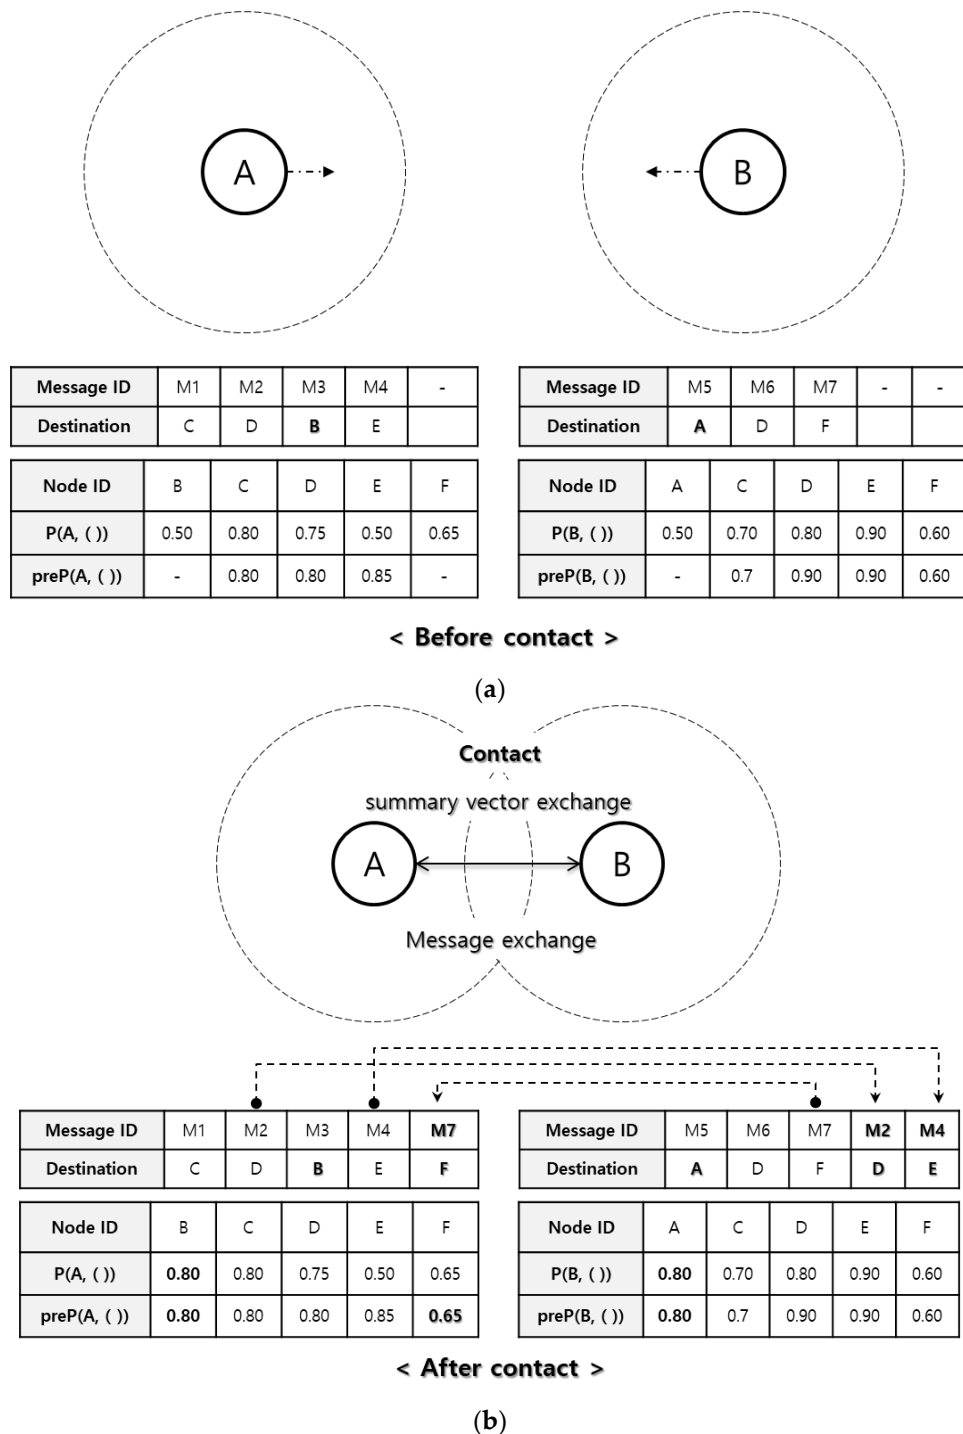 A
B
Message ID M1 M2 M3 M4 -
Destination C D B E
Node ID B C D E F
P(A, ( )) 0.50 0.80 0.75 0.50 0.65
preP(A, ( )) - 0.80 0.80 0.85 -
Message ID M5 M6 M7 - -
Destination A D F
Node ID A C D E F
P(B, ( )) 0.50 0.70 0.80 0.90 0.60
preP(B, ( )) - 0.7 0.90 0.90 0.60
< Before contact >
(a)
Contact
summary vector exchange
A
B
Message exchange
Message ID M1 M2 M3 M4 M7
Destination C D B E F
Node ID B C D E F
P(A, ( )) 0.80 0.80 0.75 0.50 0.65
preP(A, ( )) 0.80 0.80 0.80 0.85 0.65
Message ID M5 M6 M7 M2 M4
Destination A D F D E
Node ID A C D E F
P(B, ( )) 0.80 0.70 0.80 0.90 0.60
preP(B, ( )) 0.80 0.7 0.90 0.90 0.60
< After contact >
(b)